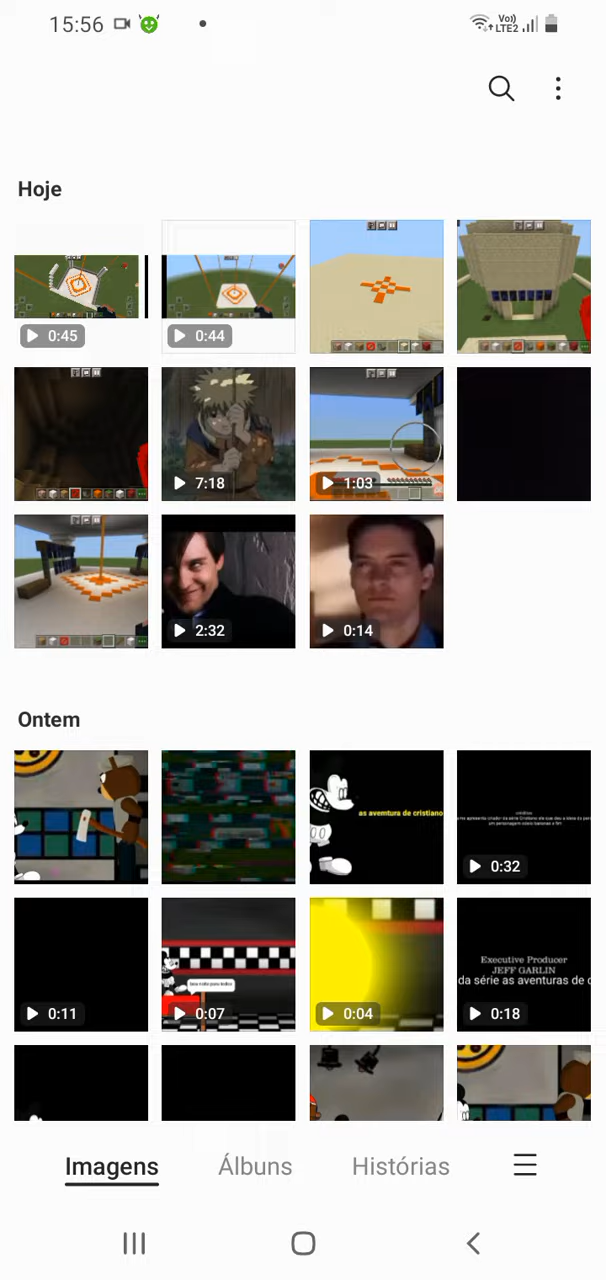 15:56
Vo))
LTE2
Hoje
0:45
0:44
7:18
1:03
2:32
0:14
Ontem
as aventura de cristiano
0:32
0:11
0:07
0:04
Executive Producer
JEFF GARLIN
da série as aventuras de c
0:18
Imagens
Álbuns
Histórias